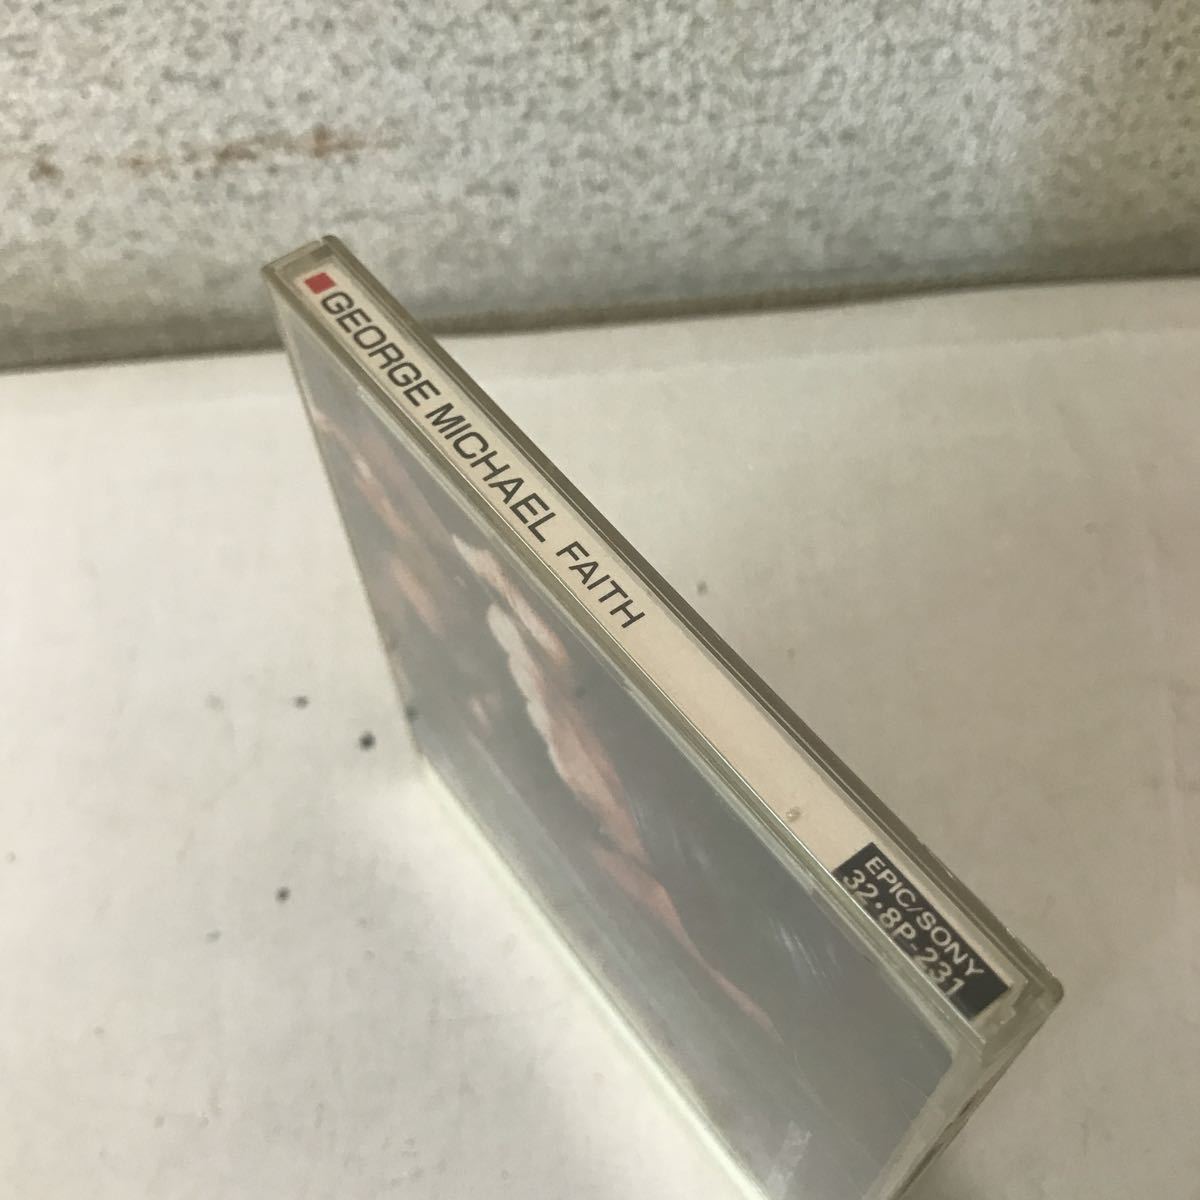 GEORGE MICHAEL FAITH
EPIC/SONY
32・8P-231